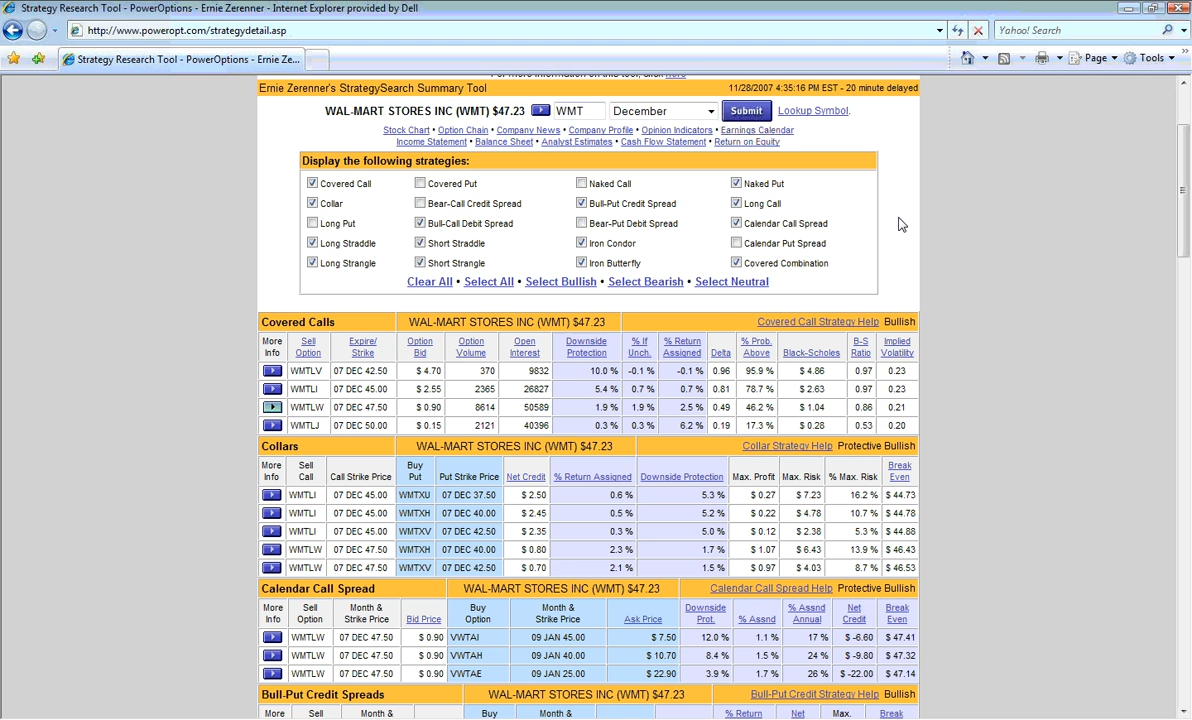 Strategy Research Tool - PowerOptions - Ernie Zerenner - Internet Explorer provided by Dell
http://www.poweropt.com/strategydetail.asp
Yahoo! Search
Strategy Research Tool - PowerOptions - Ernie Ze...
Page
Tools
For more information on this tool, click here
Ernie Zerenner's StrategySearch Summary Tool 11/28/2007 4:35:16 PM EST - 20 minute delayed
WAL-MART STORES INC (WMT) $47.23 WMT December Submit Lookup Symbol.
Stock Chart • Option Chain • Company News • Company Profile • Opinion Indicators • Earnings Calendar
Income Statement • Balance Sheet • Analyst Estimates • Cash Flow Statement • Return on Equity
Display the following strategies:
Covered Call Covered Put Naked Call Naked Put
Collar Bear-Call Credit Spread Bull-Put Credit Spread Long Call
Long Put Bull-Call Debit Spread Bear-Put Debit Spread Calendar Call Spread
Long Straddle Short Straddle Iron Condor Calendar Put Spread
Long Strangle Short Strangle Iron Butterfly Covered Combination
Clear All • Select All • Select Bullish • Select Bearish • Select Neutral
Covered Calls WAL-MART STORES INC (WMT) $47.23 Covered Call Strategy Help Bullish
More Sell Expire/ Option Option Open Downside % If % Return % Prob. B-S Implied
Info Option Strike Bid Volume Interest Protection Unch. Assigned Delta Above Black-Scholes Ratio Volatility
WMTLV 07 DEC 42.50 $ 4.70 370 9832 10.0 % -0.1 % -0.1 % 0.96 95.9 % $ 4.86 0.97 0.23
WMTLI 07 DEC 45.00 $ 2.55 2365 26827 5.4 % 0.7 % 0.7 % 0.81 78.7 % $ 2.63 0.97 0.23
WMTLW 07 DEC 47.50 $ 0.90 8614 50589 1.9 % 1.9 % 2.5 % 0.49 46.2 % $ 1.04 0.86 0.21
WMTLJ 07 DEC 50.00 $ 0.15 2121 40396 0.3 % 0.3 % 6.2 % 0.19 17.3 % $ 0.28 0.53 0.20
Collars WAL-MART STORES INC (WMT) $47.23 Collar Strategy Help Protective Bullish
More Sell Buy Break
Info Call Call Strike Price Put Put Strike Price Net Credit % Return Assigned Downside Protection Max. Profit Max. Risk % Max. Risk Even
WMTLI 07 DEC 45.00 WMTXU 07 DEC 37.50 $ 2.50 0.6 % 5.3 % $ 0.27 $ 7.23 16.2 % $ 44.73
WMTLI 07 DEC 45.00 WMTXH 07 DEC 40.00 $ 2.45 0.5 % 5.2 % $ 0.22 $ 4.78 10.7 % $ 44.78
WMTLI 07 DEC 45.00 WMTXV 07 DEC 42.50 $ 2.35 0.3 % 5.0 % $ 0.12 $ 2.38 5.3 % $ 44.88
WMTLW 07 DEC 47.50 WMTXH 07 DEC 40.00 $ 0.80 2.3 % 1.7 % $ 1.07 $ 6.43 13.9 % $ 46.43
WMTLW 07 DEC 47.50 WMTXV 07 DEC 42.50 $ 0.70 2.1 % 1.5 % $ 0.97 $ 4.03 8.7 % $ 46.53
Calendar Call Spread WAL-MART STORES INC (WMT) $47.23 Calendar Call Spread Help Protective Bullish
More Sell Month & Buy Month & Downside % Assnd Net Break
Info Option Strike Price Bid Price Option Strike Price Ask Price Prot. % Assnd Annual Credit Even
WMTLW 07 DEC 47.50 $ 0.90 VWTAI 09 JAN 45.00 $ 7.50 12.0 % 1.1 % 17 % $ -6.60 $ 47.41
WMTLW 07 DEC 47.50 $ 0.90 VWTAH 09 JAN 40.00 $ 10.70 8.4 % 1.5 % 24 % $ -9.80 $ 47.32
WMTLW 07 DEC 47.50 $ 0.90 VWTAE 09 JAN 25.00 $ 22.90 3.9 % 1.7 % 26 % $ -22.00 $ 47.14
Bull-Put Credit Spreads WAL-MART STORES INC (WMT) $47.23 Bull-Put Credit Strategy Help Bullish
More Sell Month & Buy Month & % Return Net Max. Break